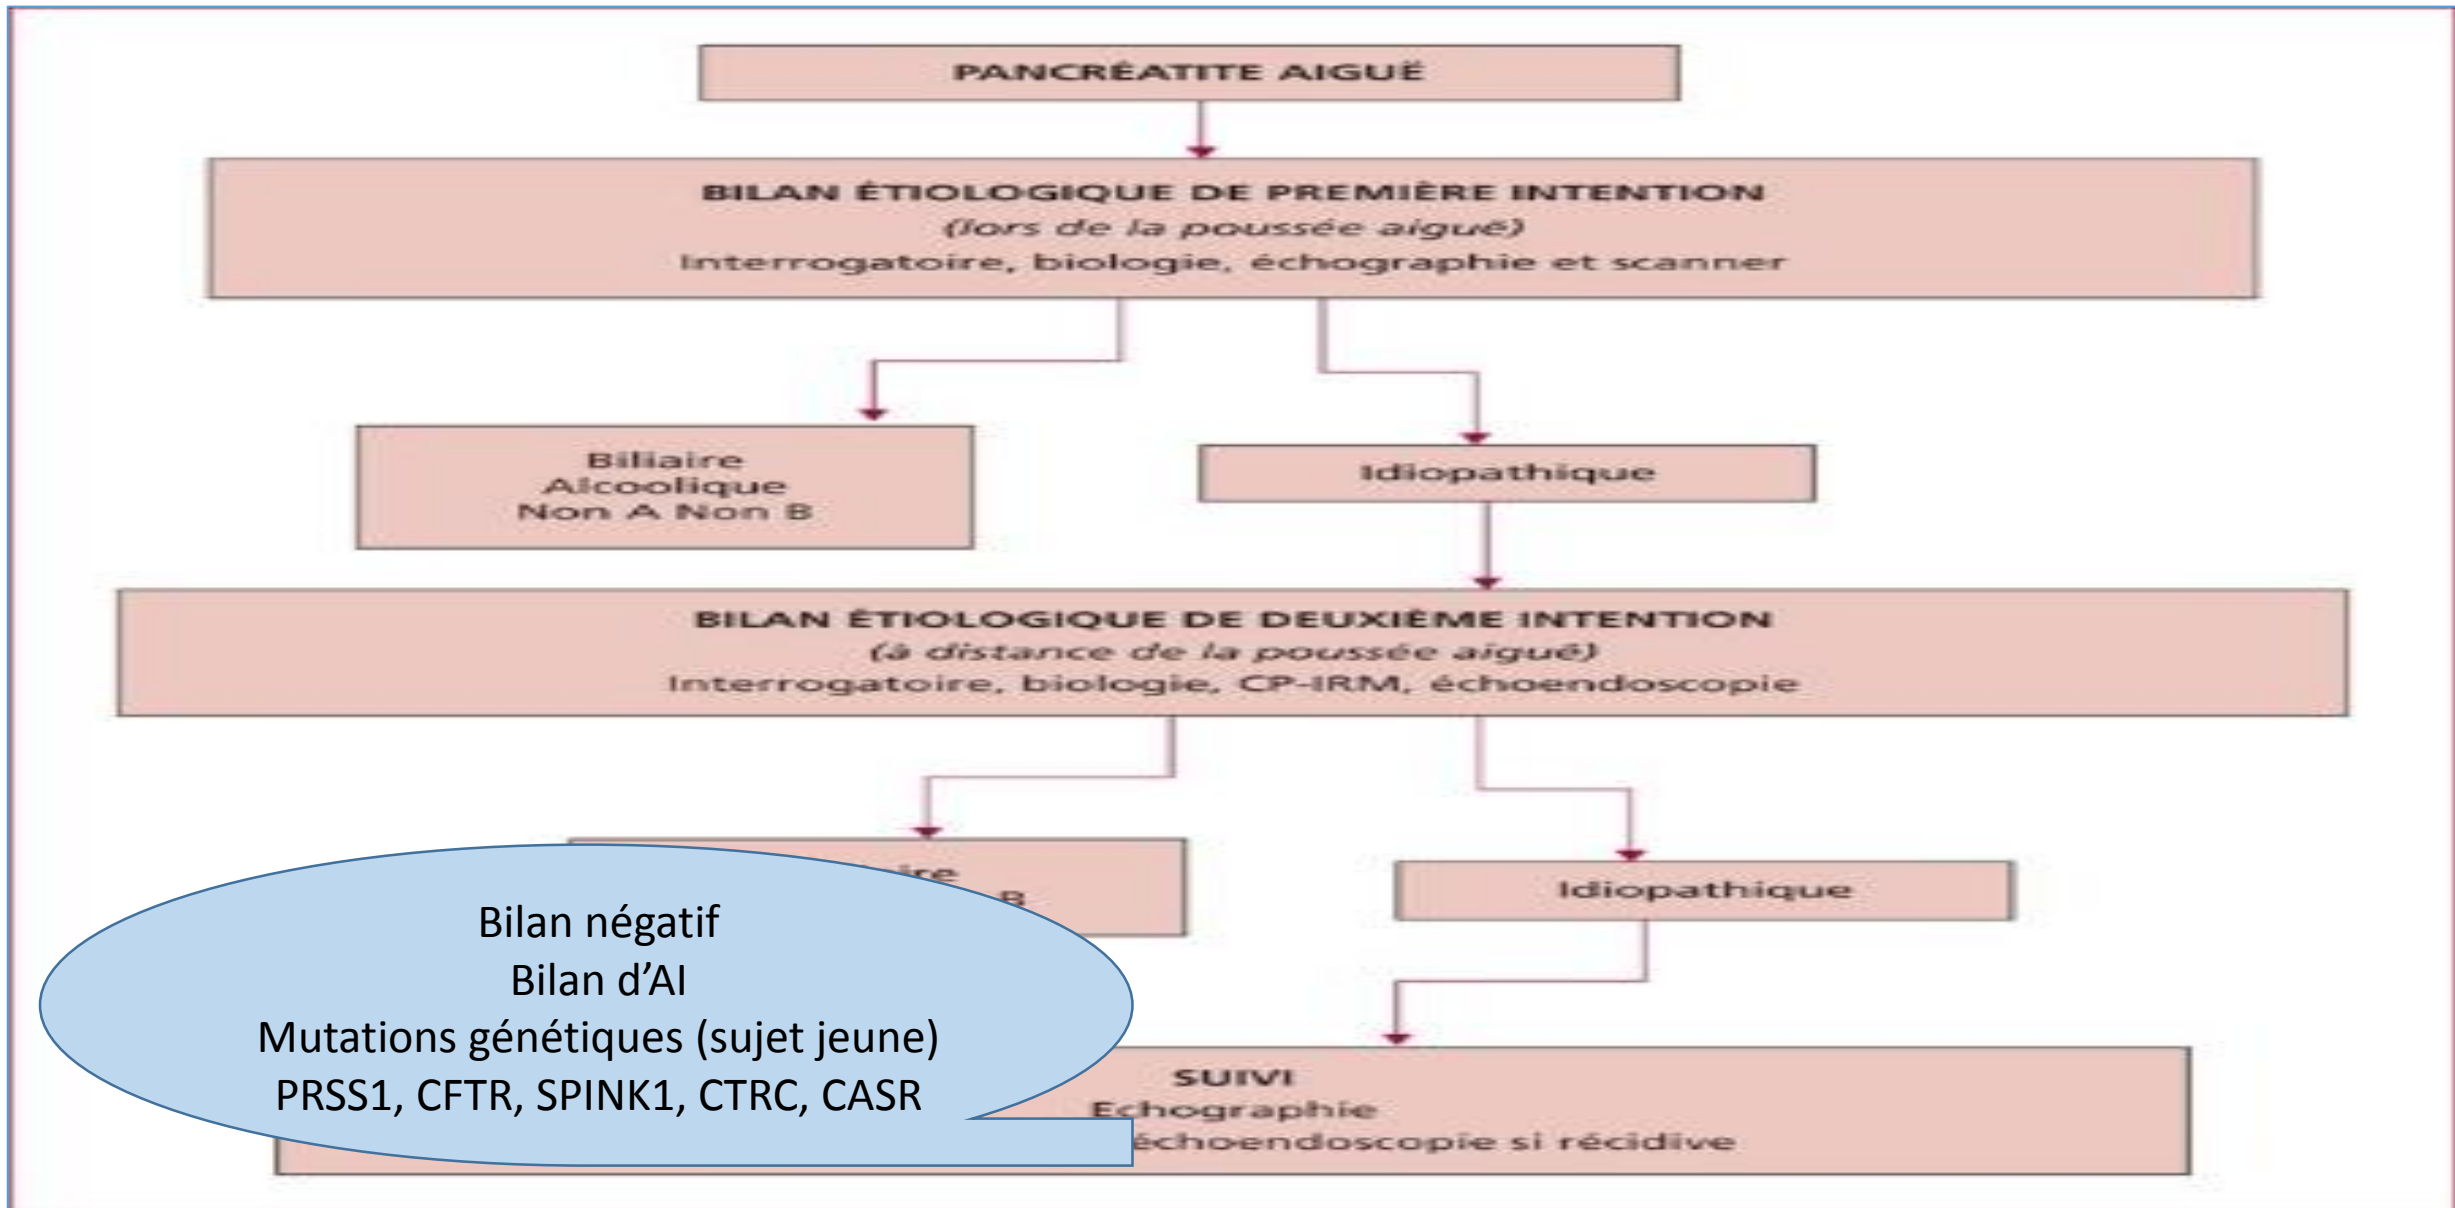 PANCRÉATITE AIGUË
BILAN ÉTIOLOGIQUE DE PREMIÈRE INTENTION
(lors de la poussée aiguë)
Interrogatoire, biologie, échographie et scanner
Biliaire
Alcoolique
Non A Non B
Idiopathique
BILAN ÉTIOLOGIQUE DE DEUXIÈME INTENTION
(à distance de la poussée aiguë)
Interrogatoire, biologie, CP-IRM, échoendoscopie
B
Idiopathique
Bilan négatif
Bilan d’AI
Mutations génétiques (sujet jeune)
PRSS1, CFTR, SPINK1, CTRC, CASR
SUIVI
Echographie
échoendoscopie si récidive